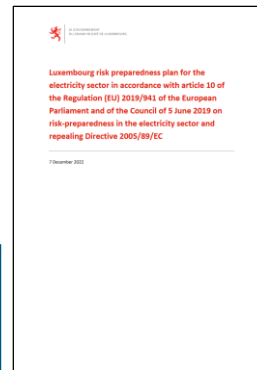 LE GOUVERNEMENT
DU GRAND-DUCHÉ DE LUXEMBOURG
Luxembourg risk preparedness plan for the
electricity sector in accordance with article 10 of
the Regulation (EU) 2019/941 of the European
Parliament and of the Council of 5 June 2019 on
risk-preparedness in the electricity sector and
repealing Directive 2005/89/EC
7 December 2022